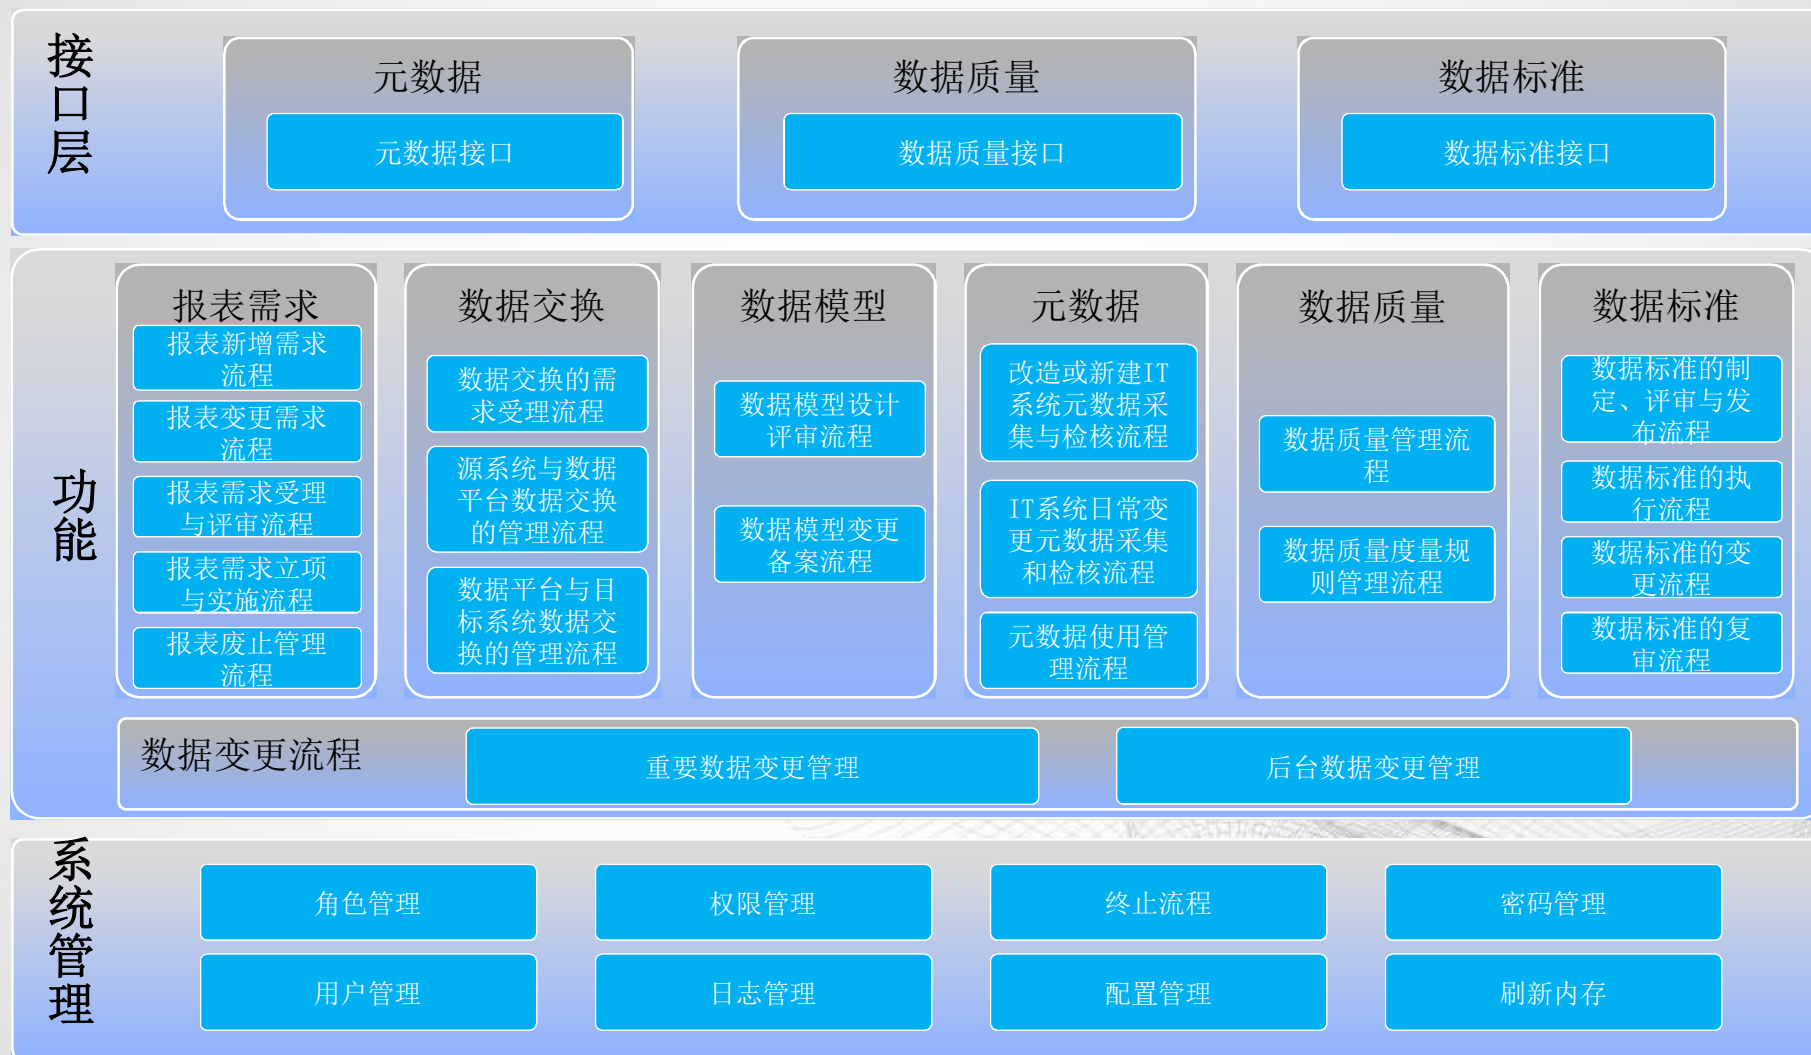 接口层
元数据
元数据接口
数据质量
数据质量接口
数据标准
数据标准接口
功能
报表需求
报表新增需求
流程
报表变更需求
流程
报表需求受理
与评审流程
报表需求立项
与实施流程
报表废止管理
流程
数据交换
数据交换的需
求受理流程
源系统与数据
平台数据交换
的管理流程
数据平台与目
标系统数据交
换的管理流程
数据模型
数据模型设计
评审流程
数据模型变更
备案流程
元数据
改造或新建IT
系统元数据采
集与检核流程
IT系统日常变
更元数据采集
和检核流程
元数据使用管
理流程
数据质量
数据质量管理流
程
数据质量度量规
则管理流程
数据标准
数据标准的制
定、评审与发
布流程
数据标准的执
行流程
数据标准的变
更流程
数据标准的复
审流程
数据变更流程
重要数据变更管理
后台数据变更管理
系统管理
角色管理
权限管理
终止流程
密码管理
用户管理
日志管理
配置管理
刷新内存